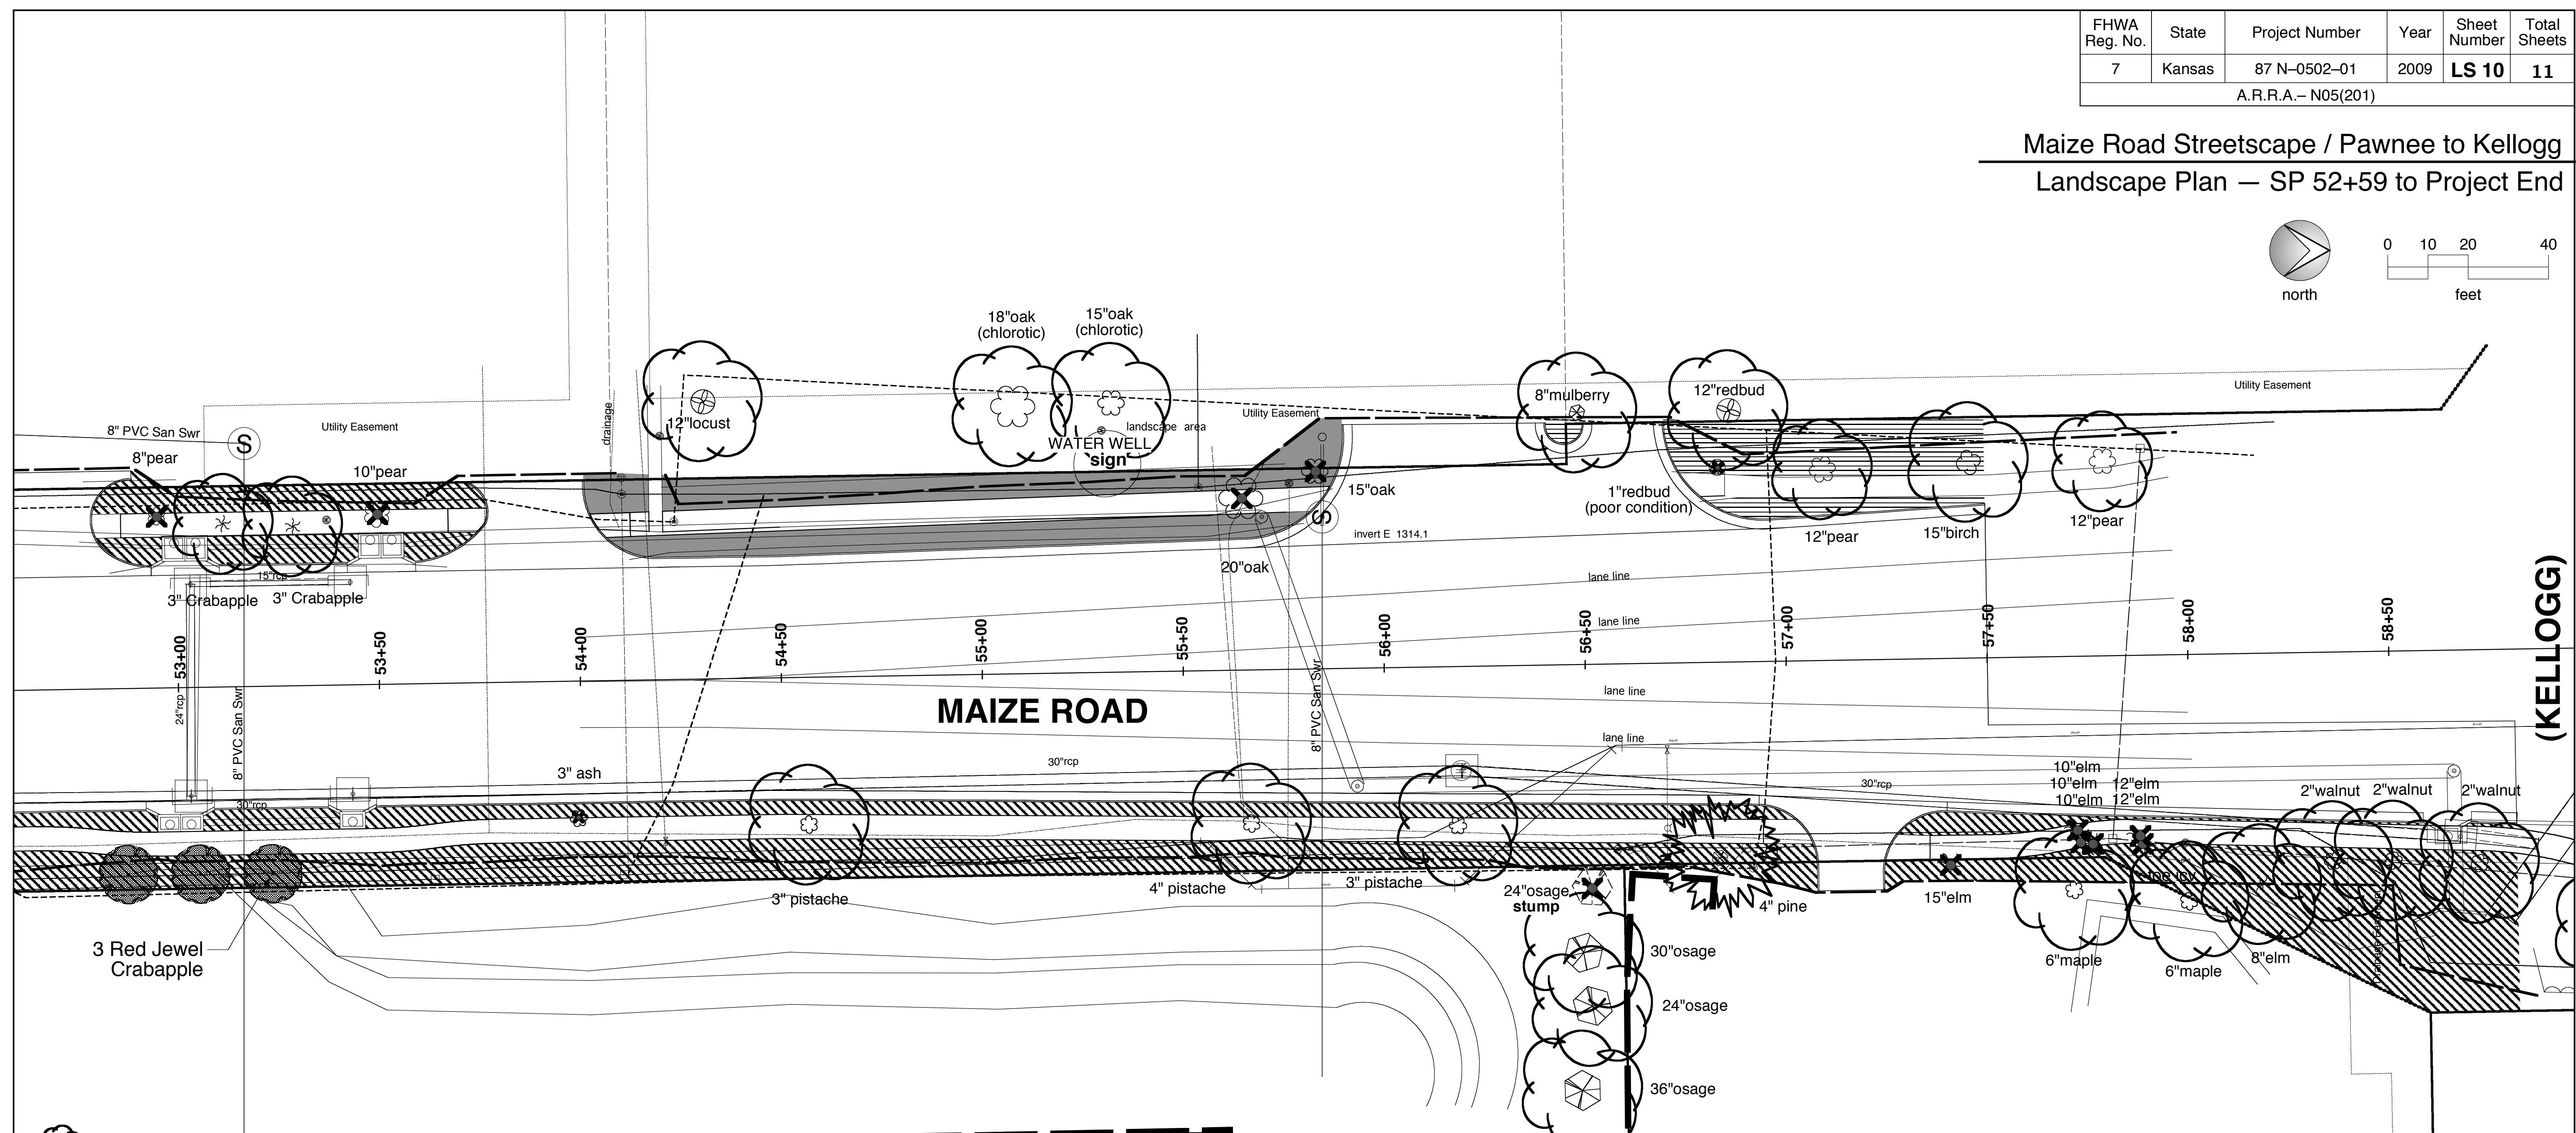 FHWA Reg. No.
State
Project Number
Year
Sheet Number
Total Sheets
7
Kansas
87 N–0502–01
2009
LS 10
11
A.R.R.A.– N05(201)
Maize Road Streetscape / Pawnee to Kellogg
Landscape Plan — SP 52+59 to Project End
0 10 20 40
north
feet
18"oak
(chlorotic)
15"oak
(chlorotic)
8"mulberry
12"redbud
Utility Easement
drainage
12"locust
Utility Easement
landscape area
WATER WELL
sign
8" PVC San Swr
S
Utility Easement
8"pear
10"pear
15"oak
S
1"redbud
(poor condition)
12"pear
15"birch
12"pear
invert E 1314.1
20"oak
15"rcp
3" Crabapple
3" Crabapple
lane line
lane line
lane line
lane line
53+00
53+50
54+00
54+50
55+00
55+50
56+00
56+50
57+00
57+50
58+00
58+50
(KELLOGG)
24"rcp
8" PVC San Swr
MAIZE ROAD
8" PVC San Swr
30"rcp
3" ash
30"rcp
30"rcp
10"elm
10"elm
12"elm
10"elm
12"elm
2"walnut
2"walnut
2"walnut
3" pistache
4" pistache
3" pistache
24"osage
stump
4" pine
15"elm
3 Red Jewel
Crabapple
30"osage
24"osage
36"osage
6"maple
6"maple
8"elm